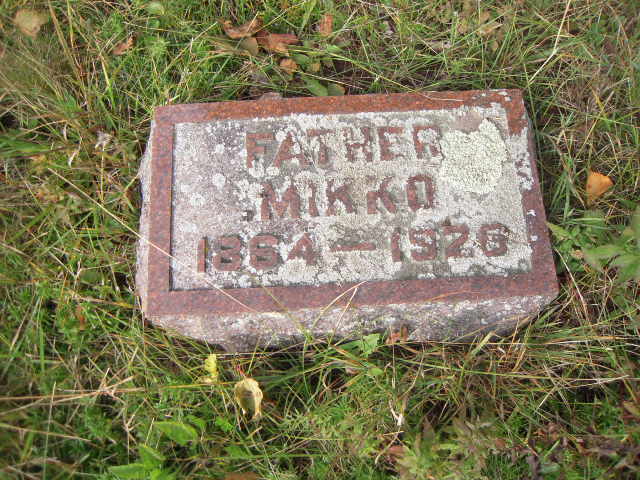 FATHER
MIKKO
1864 — 1926